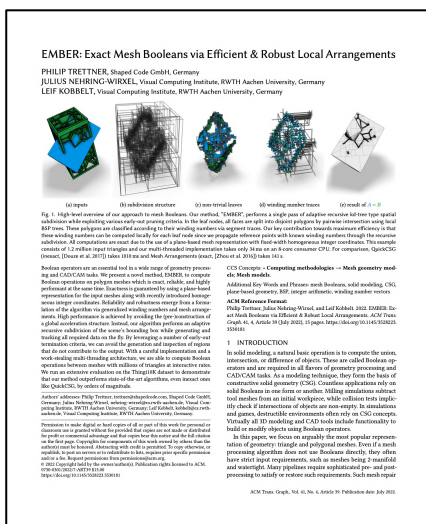 EMBER: Exact Mesh Booleans via Efficient & Robust Local Arrangements
PHILIP TRETTNER, Shaped Code GmbH, Germany
JULIUS NEHRING-WIRXEL, Visual Computing Institute, RWTH Aachen University, Germany
LEIF KOBBELT, Visual Computing Institute, RWTH Aachen University, Germany
(a) inputs
(b) subdivision structure
(c) non-trivial leaves
(d) winding number traces
(e) result of A − B
Fig. 1. High-level overview of our approach to mesh Booleans. Our method, "EMBER", performs a single pass of adaptive recursive kd-tree type spatial
subdivision while exploiting various early-out pruning criteria. In the leaf nodes, all faces are split into disjoint polygons by pairwise intersection using local
BSP trees. These polygons are classified according to their winding numbers via segment traces. Our key contribution towards maximum efficiency is that
these winding numbers can be computed locally for each leaf node since we propagate reference points with known winding numbers through the recursive
subdivision. All computations are exact due to the use of a plane-based mesh representation with fixed-width homogeneous integer coordinates. This example
consists of 1.2 million input triangles and our multi-threaded implementation takes only 34 ms on an 8-core consumer CPU. For comparison, QuickCSG
(inexact, [Douze et al. 2017]) takes 1010 ms and Mesh Arrangements (exact, [Zhou et al. 2016]) takes 143 s.
Boolean operators are an essential tool in a wide range of geometry process-
ing and CAD/CAM tasks. We present a novel method, EMBER, to compute
Boolean operations on polygon meshes which is exact, reliable, and highly
performant at the same time. Exactness is guaranteed by using a plane-based
representation for the input meshes along with recently introduced homoge-
neous integer coordinates. Reliability and robustness emerge from a formula-
tion of the algorithm via generalized winding numbers and mesh arrange-
ments. High performance is achieved by avoiding the (pre-)construction of
a global acceleration structure. Instead, our algorithm performs an adaptive
recursive subdivision of the scene's bounding box while generating and
tracking all required data on the fly. By leveraging a number of early-out
termination criteria, we can avoid the generation and inspection of regions
that do not contribute to the output. With a careful implementation and a
work-stealing multi-threading architecture, we are able to compute Boolean
operations between meshes with millions of triangles at interactive rates.
We run an extensive evaluation on the Thingi10K dataset to demonstrate
that our method outperforms state-of-the-art algorithms, even inexact ones
like QuickCSG, by orders of magnitude.
Authors' addresses: Philip Trettner, trettner@shapedcode.com, Shaped Code GmbH,
Germany; Julius Nehring-Wirxel, nehring-wirxel@cs.rwth-aachen.de, Visual Com-
puting Institute, RWTH Aachen University, Germany; Leif Kobbelt, kobbelt@cs.rwth-
aachen.de, Visual Computing Institute, RWTH Aachen University, Germany.
Permission to make digital or hard copies of all or part of this work for personal or
classroom use is granted without fee provided that copies are not made or distributed
for profit or commercial advantage and that copies bear this notice and the full citation
on the first page. Copyrights for components of this work owned by others than the
author(s) must be honored. Abstracting with credit is permitted. To copy otherwise, or
republish, to post on servers or to redistribute to lists, requires prior specific permission
and/or a fee. Request permissions from permissions@acm.org.
© 2022 Copyright held by the owner/author(s). Publication rights licensed to ACM.
0730-0301/2022/7-ART39 $15.00
https://doi.org/10.1145/3528223.3530181
CCS Concepts: • Computing methodologies → Mesh geometry mod-
els; Mesh models.
Additional Key Words and Phrases: mesh Booleans, solid modeling, CSG,
plane-based geometry, BSP, integer arithmetic, winding number vectors
ACM Reference Format:
Philip Trettner, Julius Nehring-Wirxel, and Leif Kobbelt. 2022. EMBER: Ex-
act Mesh Booleans via Efficient & Robust Local Arrangements. ACM Trans.
Graph. 41, 4, Article 39 (July 2022), 15 pages. https://doi.org/10.1145/3528223.
3530181
1 INTRODUCTION
In solid modeling, a natural basic operation is to compute the union,
intersection, or difference of objects. These are called Boolean op-
erators and are required in all flavors of geometry processing and
CAD/CAM tasks. As a modeling technique, they form the basis of
constructive solid geometry (CSG). Countless applications rely on
solid Booleans in one form or another. Milling simulations subtract
tool meshes from an initial workpiece, while collision tests implic-
itly check if intersections of objects are non-empty. In simulations
and games, destructible environments often rely on CSG concepts.
Virtually all 3D modeling and CAD tools include functionality to
build or modify objects using Boolean operators.
In this paper, we focus on arguably the most popular represen-
tation of geometry: triangle and polygonal meshes. Even if a mesh
processing algorithm does not use Booleans directly, they often
have strict input requirements, such as meshes being 2-manifold
and watertight. Many pipelines require sophisticated pre- and post-
processing to satisfy or restore such requirements. Such mesh repair
ACM Trans. Graph., Vol. 41, No. 4, Article 39. Publication date: July 2022.